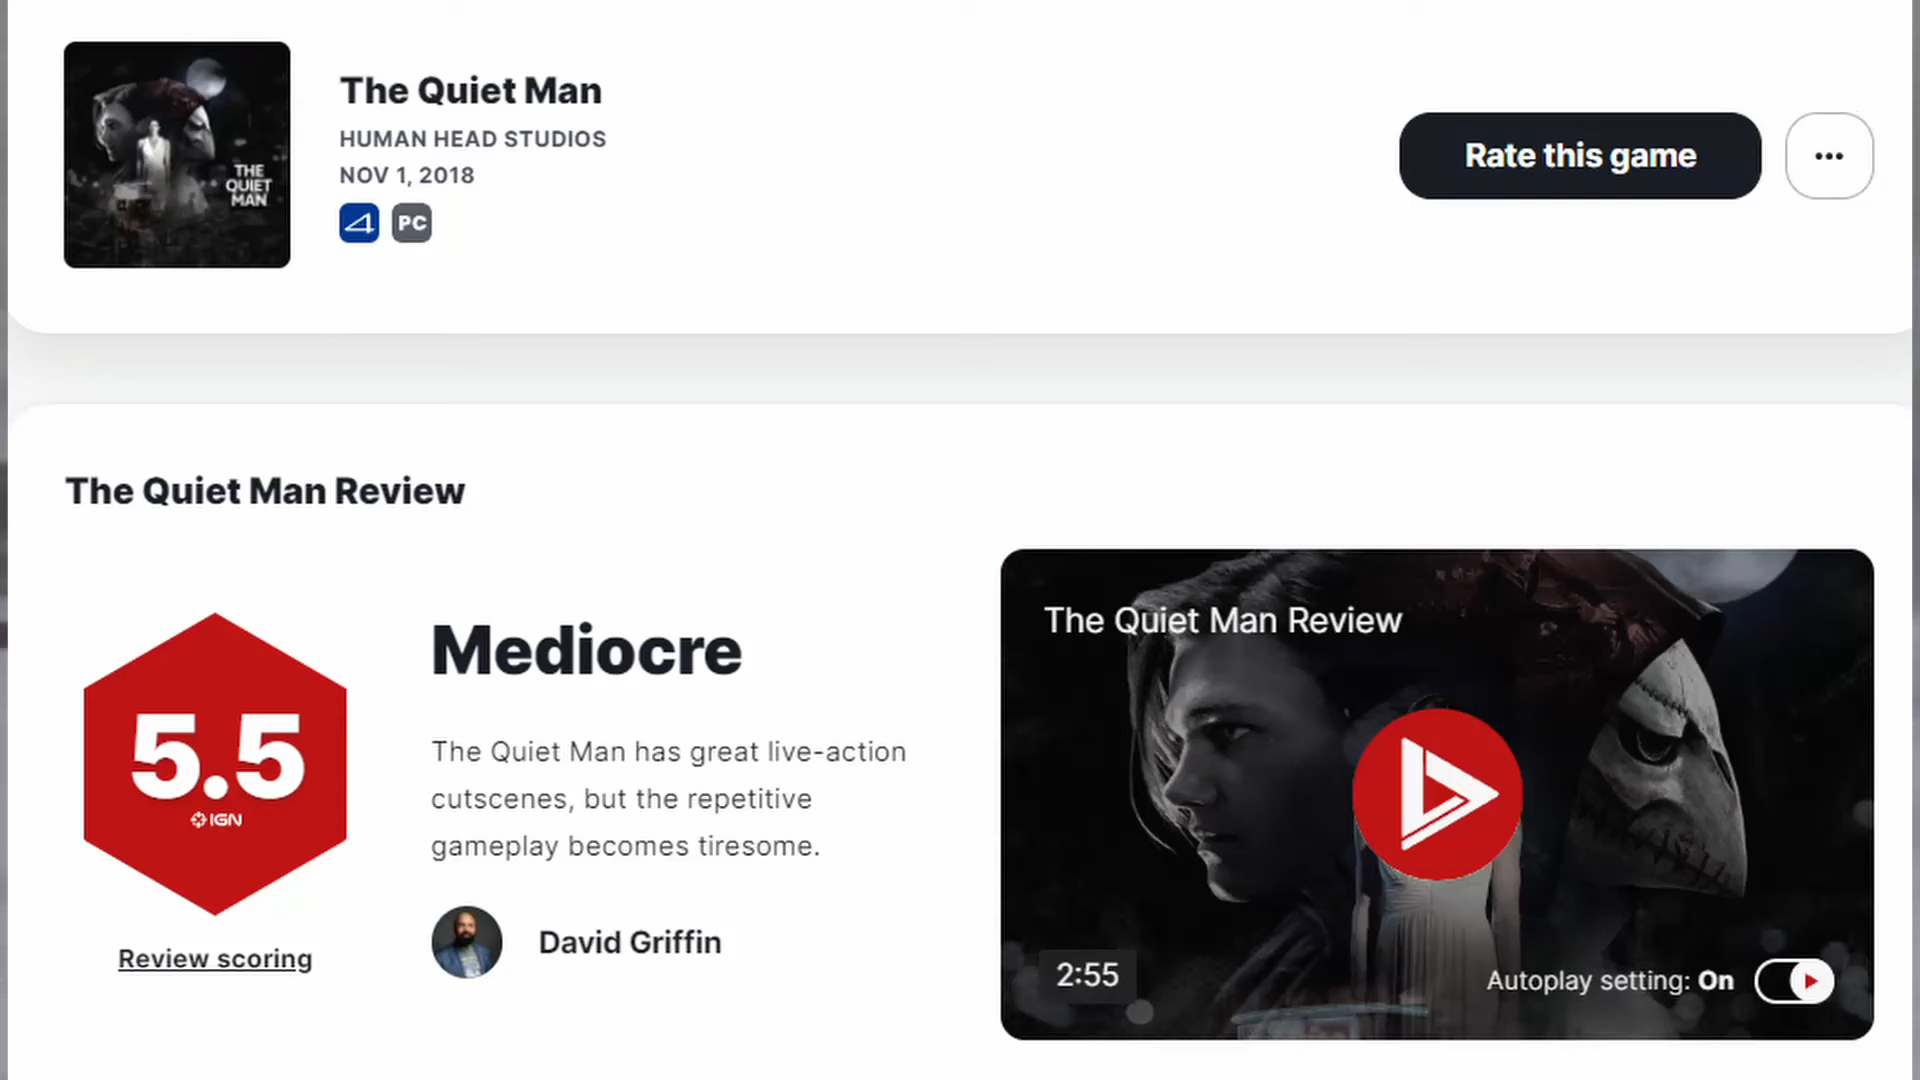 THE
QUIET
MAN
The Quiet Man
HUMAN HEAD STUDIOS
NOV 1, 2018
4 PC
Rate this game
...
The Quiet Man Review
5.5
IGN
Review scoring
Mediocre
The Quiet Man has great live-action
cutscenes, but the repetitive
gameplay becomes tiresome.
David Griffin
The Quiet Man Review
2:55
Autoplay setting: On